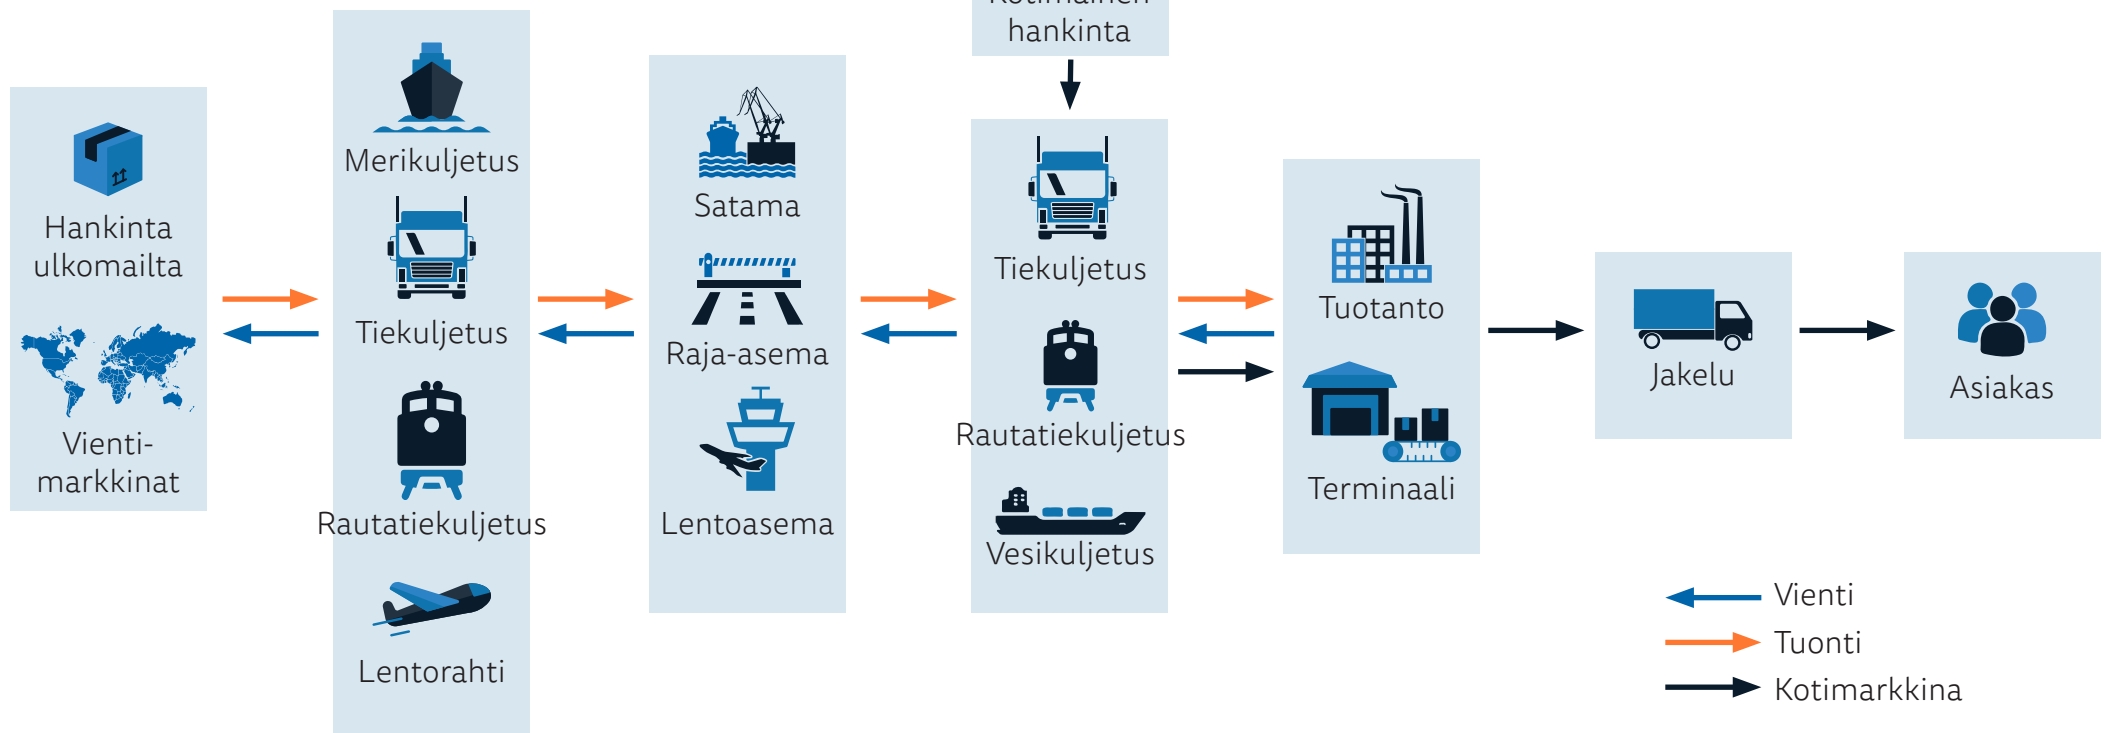 Hankinta
ulkomailta
Vienti-
markkinat
Merikuljetus
Tiekuljetus
Rautatiekuljetus
Lentorahti
Satama
Raja-asema
Lentoasema
hankinta
Tiekuljetus
Rautatiekuljetus
Vesikuljetus
Tuotanto
Terminaali
Jakelu
Asiakas
Vienti
Tuonti
Kotimarkkina